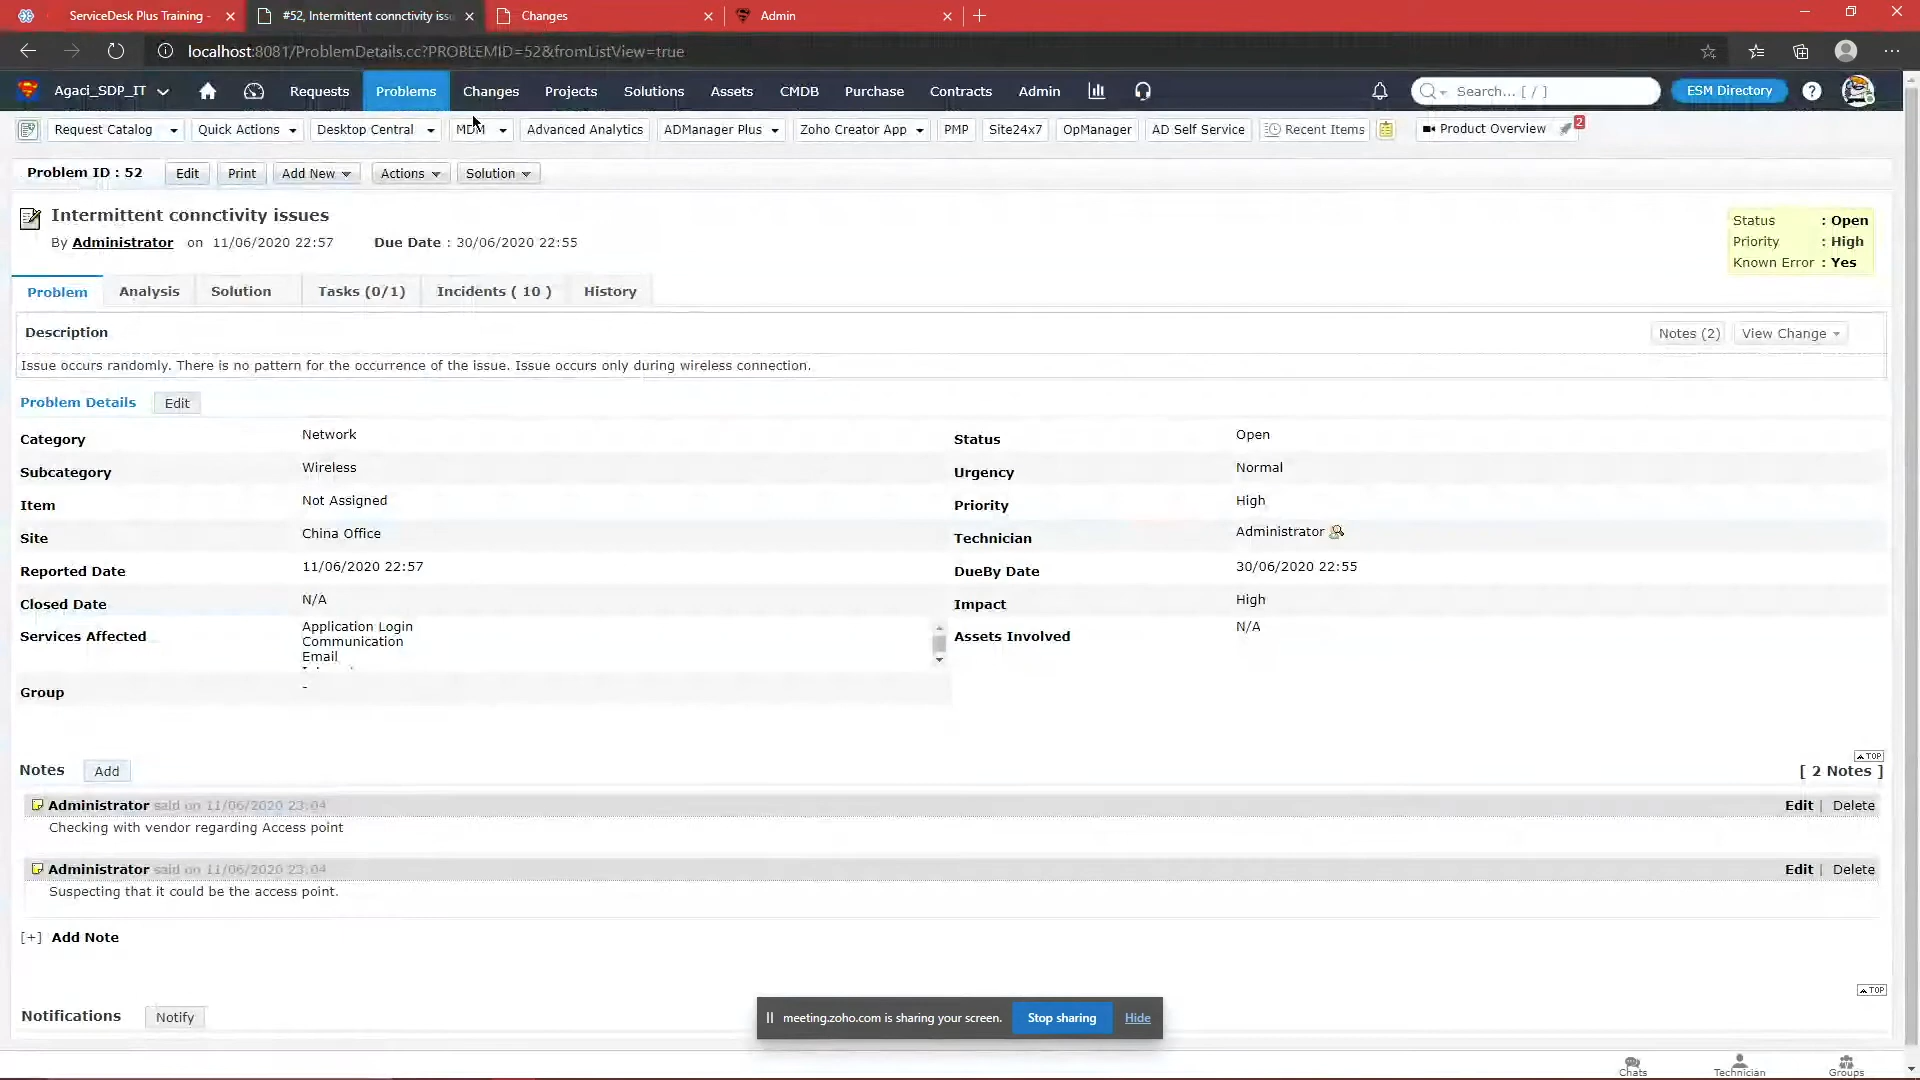 ServiceDesk Plus Training -
#52, Intermittent connctivity iss
Changes
Admin
localhost:8081/ProblemDetails.cc?PROBLEMID=52&fromListView=true
Agaci_SDP_IT
Requests
Problems
Changes
Projects
Solutions
Assets
CMDB
Purchase
Contracts
Admin
Search... [ / ]
ESM Directory
Request Catalog
Quick Actions
Desktop Central
MDM
Advanced Analytics
ADManager Plus
Zoho Creator App
PMP
Site24x7
OpManager
AD Self Service
Recent Items
Product Overview
2
Problem ID : 52
Edit
Print
Add New
Actions
Solution
Intermittent connctivity issues
By Administrator on 11/06/2020 22:57 Due Date : 30/06/2020 22:55
Status : Open
Priority : High
Known Error : Yes
Problem
Analysis
Solution
Tasks (0/1)
Incidents ( 10 )
History
Description
Notes (2)
View Change
Issue occurs randomly. There is no pattern for the occurrence of the issue. Issue occurs only during wireless connection.
Problem Details
Edit
Category Network
Status Open
Subcategory Wireless
Urgency Normal
Item Not Assigned
Priority High
Site China Office
Technician Administrator
Reported Date 11/06/2020 22:57
DueBy Date 30/06/2020 22:55
Closed Date N/A
Impact High
Services Affected
Application Login
Communication
Email
Assets Involved N/A
Group -
TOP
Notes
Add
[ 2 Notes ]
Administrator said on 11/06/2020 23:04
Edit | Delete
Checking with vendor regarding Access point
Administrator said on 11/06/2020 23:04
Edit | Delete
Suspecting that it could be the access point.
[+] Add Note
TOP
Notifications
Notify
meeting.zoho.com is sharing your screen.
Stop sharing
Hide
Chats
Technician
Groups